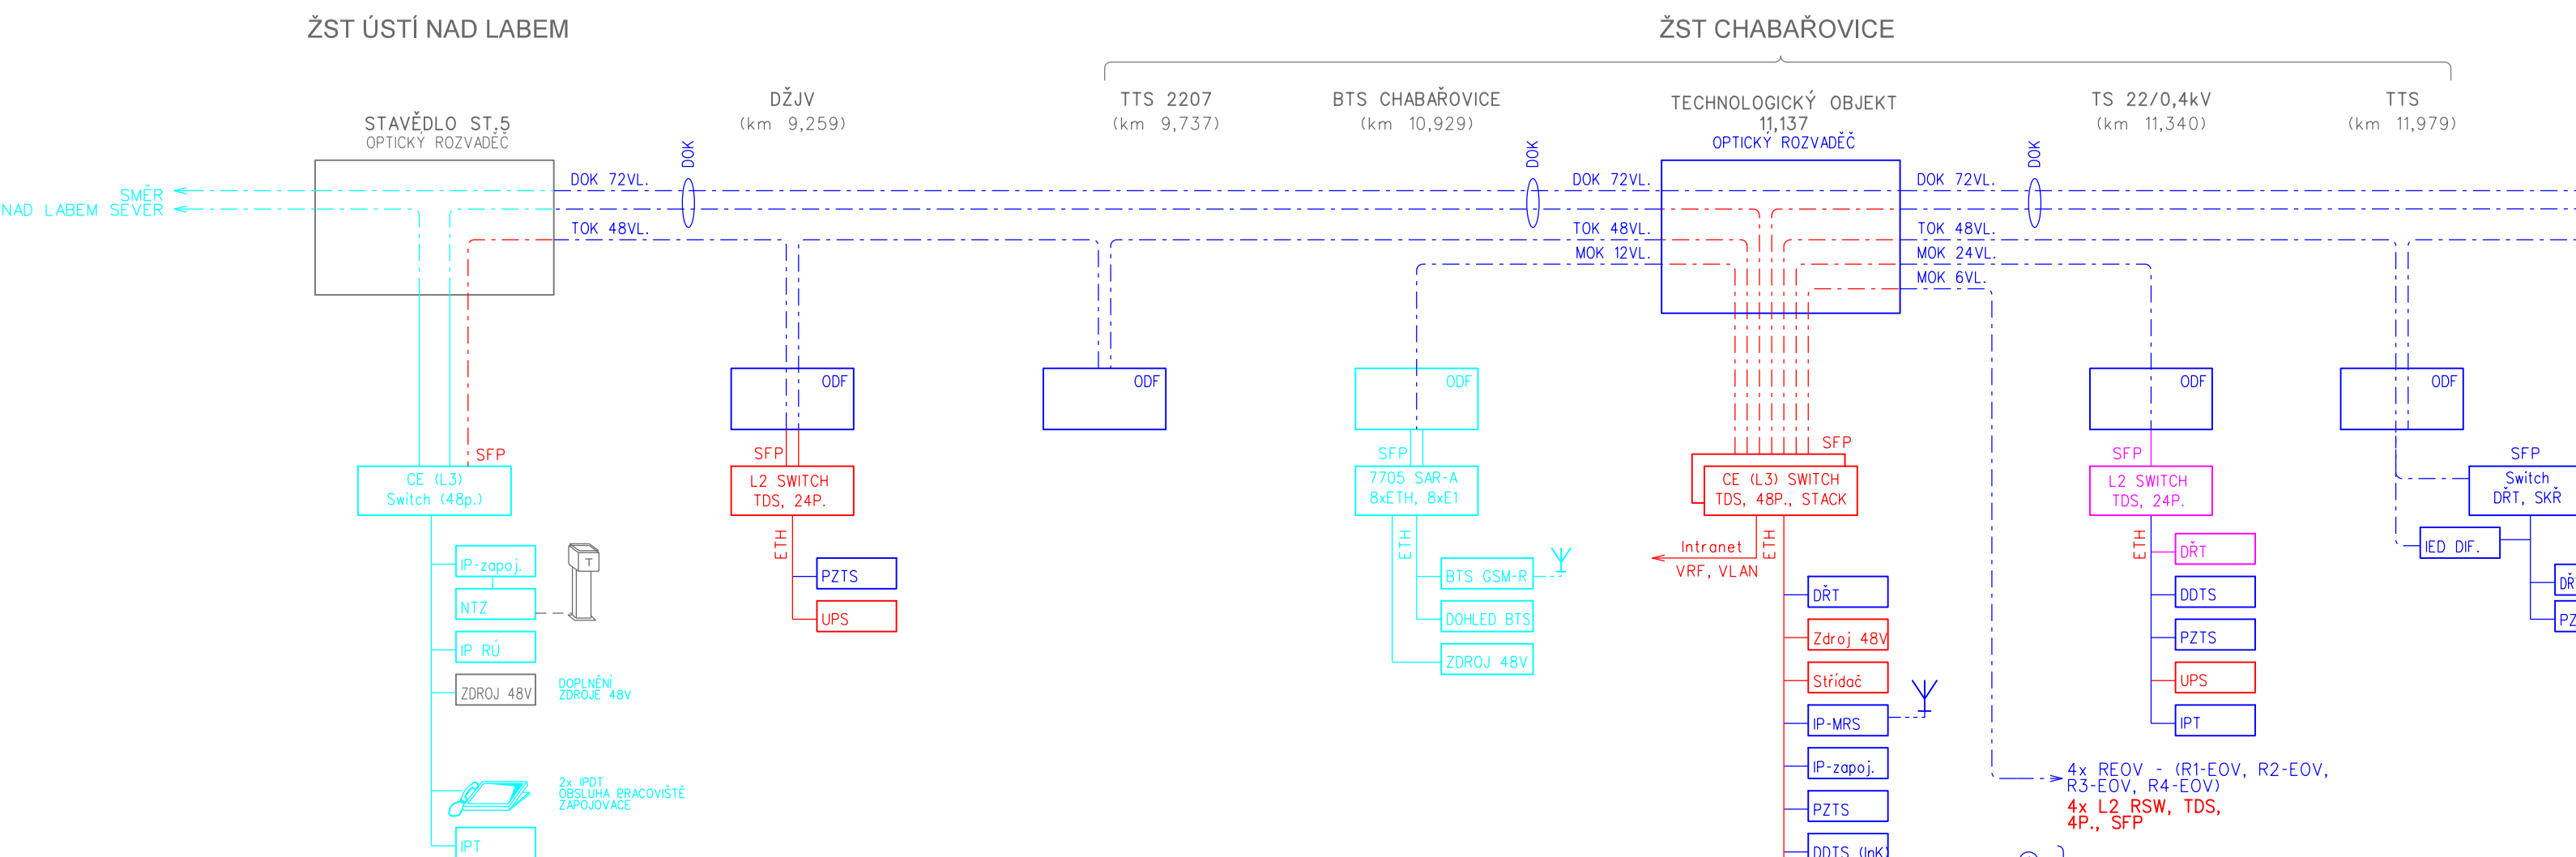 ŽST ÚSTÍ NAD LABEM
ŽST CHABAŘOVICE
STAVĚDLO ST.5
OPTICKÝ ROZVADĚČ
DŽJV
(km 9,259)
TTS 2207
(km 9,737)
BTS CHABAŘOVICE
(km 10,929)
TECHNOLOGICKÝ OBJEKT
11,137
OPTICKÝ ROZVADĚČ
TS 22/0,4kV
(km 11,340)
TTS
(km 11,979)
SMĚR
NAD LABEM SEVER
DOK 72VL.
TOK 48VL.
DOK
DOK
DOK 72VL.
TOK 48VL.
MOK 12VL.
DOK 72VL.
TOK 48VL.
MOK 24VL.
MOK 6VL.
DOK
ODF
ODF
ODF
ODF
ODF
SFP
CE (L3)
Switch (48p.)
IP-zapoj.
T
NTZ
IP RÚ
ZDROJ 48V
DOPLNĚNÍ
ZDROJE 48V
2x IPDT
OBSLUHA PRACOVIŠTĚ
ZAPOJOVAČE
IPT
SFP
L2 SWITCH
TDS, 24P.
ETH
PZTS
UPS
SFP
7705 SAR-A
8xETH, 8xE1
ETH
BTS GSM-R
DOHLED BTS
ZDROJ 48V
SFP
CE (L3) SWITCH
TDS, 48P., STACK
Intranet
VRF, VLAN
ETH
DŘT
Zdroj 48V
Střídač
IP-MRS
IP-zapoj.
PZTS
DDTS (InK)
SFP
L2 SWITCH
TDS, 24P.
ETH
DŘT
DDTS
PZTS
UPS
IPT
4x REOV - (R1-EOV, R2-EOV,
R3-EOV, R4-EOV)
4x L2 RSW, TDS,
4P., SFP
SFP
Switch
DŘT, SKŘ
IED DIF.
DŘ
PZ